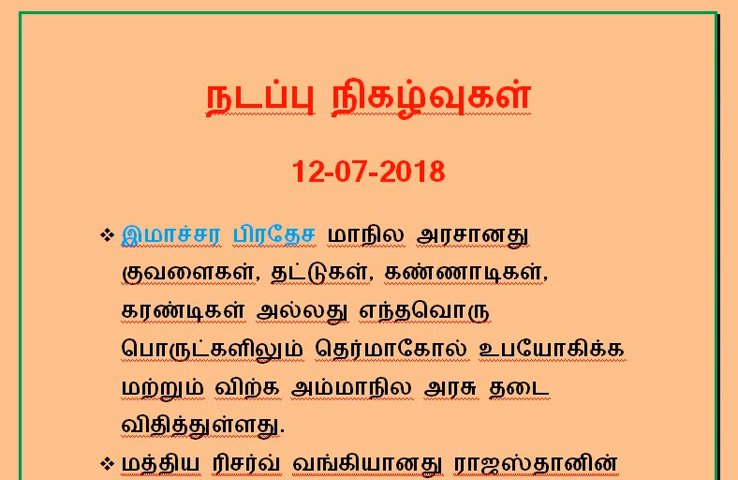 நடப்பு நிகழ்வுகள்
12-07-2018
❖ இமாச்சர பிரதேச மாநில அரசானது
குவளைகள், தட்டுகள், கண்ணாடிகள்,
கரண்டிகள் அல்லது எந்தவொரு
பொருட்களிலும் தெர்மாகோல் உபயோகிக்க
மற்றும் விற்க அம்மாநில அரசு தடை
விதித்துள்ளது.
❖ மத்திய ரிசர்வ் வங்கியானது ராஜஸ்தானின்